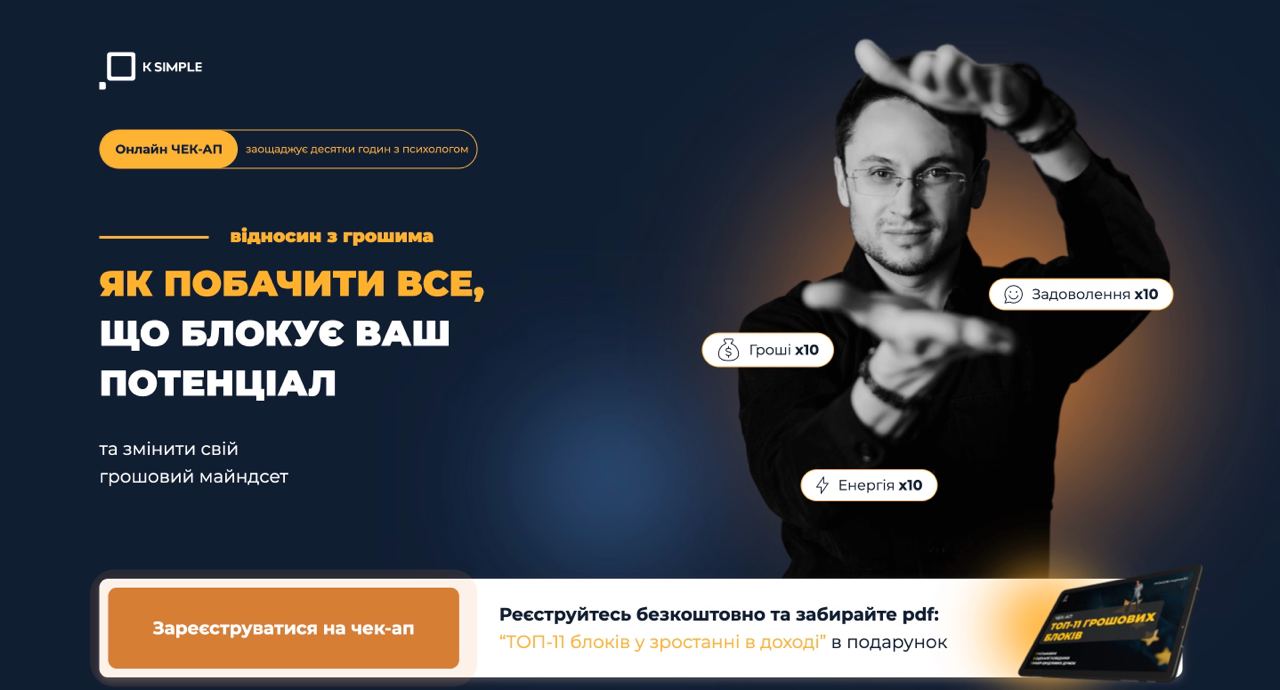 K SIMPLE
Онлайн ЧЕК-АП
заощаджує десятки годин з психологом
відносин з грошима
ЯК ПОБАЧИТИ ВСЕ,
ЩО БЛОКУЄ ВАШ
ПОТЕНЦІАЛ
та змінити свій
грошовий майндсет
Задоволення x10
Гроші x10
Енергія x10
Зареєструватися на чек-ап
Реєструйтесь безкоштовно та забирайте pdf:
“ТОП-11 блоків у зростанні в доході” в подарунок
ЧЕК-АП
ТОП-11 ГРОШОВИХ
БЛОКІВ